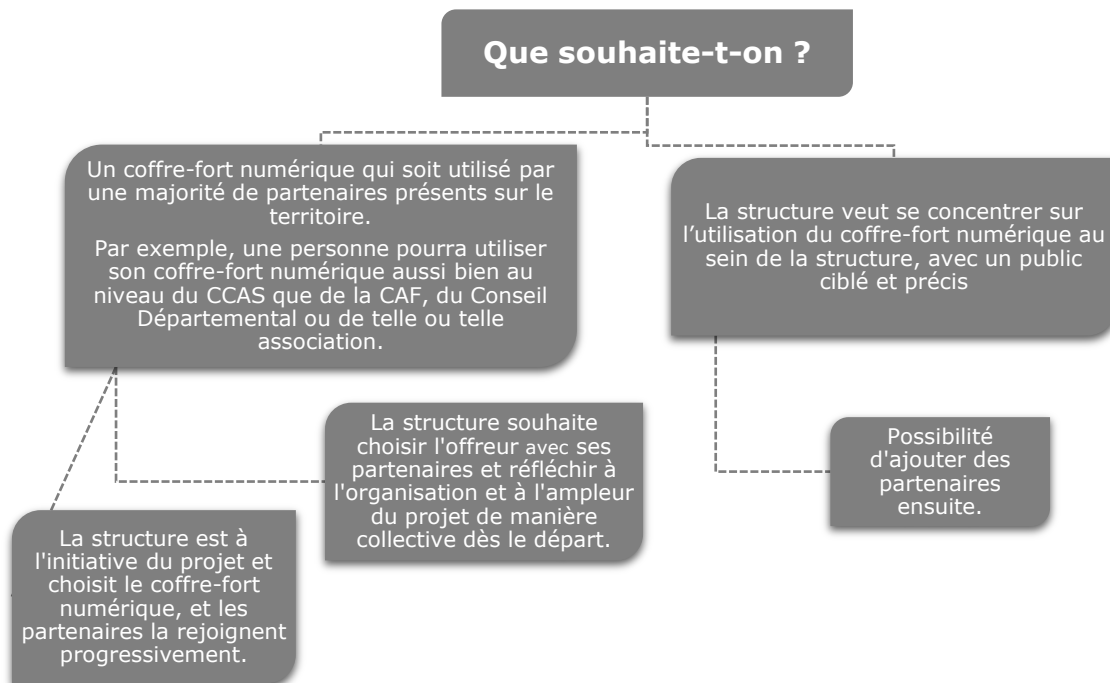 Que souhaite-t-on ?
Un coffre-fort numérique qui soit utilisé par
une majorité de partenaires présents sur le
territoire.
Par exemple, une personne pourra utiliser
son coffre-fort numérique aussi bien au
niveau du CCAS que de la CAF, du Conseil
Départemental ou de telle ou telle
association.
La structure veut se concentrer sur
l’utilisation du coffre-fort numérique au
sein de la structure, avec un public
ciblé et précis
La structure souhaite
choisir l'offreur avec ses
partenaires et réfléchir à
l'organisation et à l'ampleur
du projet de manière
collective dès le départ.
Possibilité
d'ajouter des
partenaires
ensuite.
La structure est à
l'initiative du projet et
choisit le coffre-fort
numérique, et les
partenaires la rejoignent
progressivement.